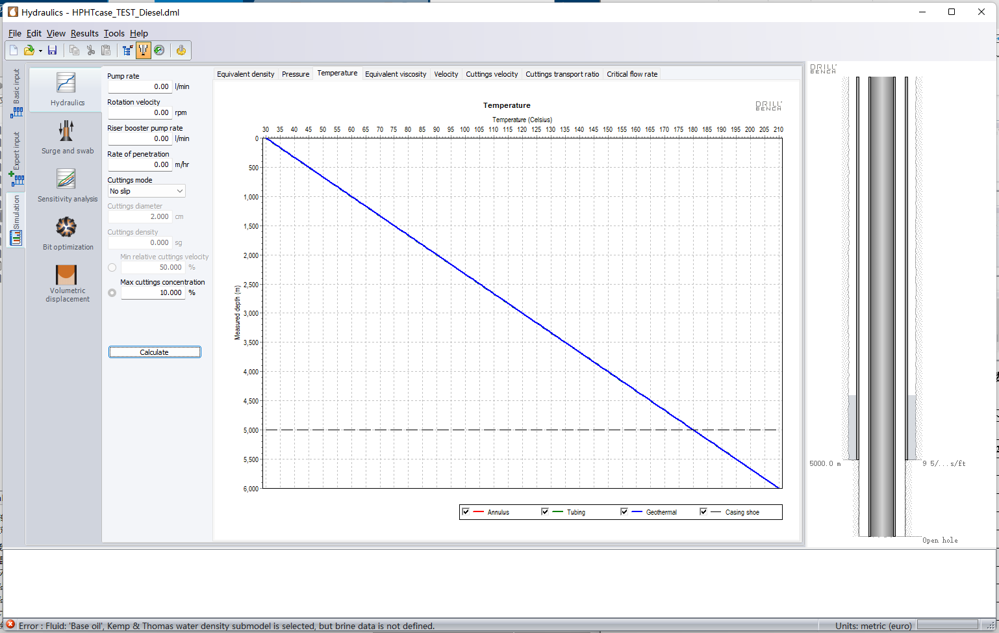 Hydraulics - HPHTcase_TEST_Diesel.dml
File Edit View Results Tools Help
Basic input
Expert input
Simulation
Hydraulics
Surge and swab
Sensitivity analysis
Bit optimization
Volumetric
displacement
Pump rate
0.00 l/min
Rotation velocity
0.00 rpm
Riser booster pump rate
0.00 l/min
Rate of penetration
0.00 m/hr
Cuttings mode
No slip
Cuttings diameter
2.000 cm
Cuttings density
0.000 sg
Min relative cuttings velocity
50.000 %
Max cuttings concentration
10.000 %
Calculate
Equivalent density Pressure Temperature Equivalent viscosity Velocity Cuttings velocity Cuttings transport ratio Critical flow rate
Temperature
DRILL
BENCH
Temperature (Celsius)
30 35 40 45 50 55 60 65 70 75 80 85 90 95 100 105 110 115 120 125 130 135 140 145 150 155 160 165 170 175 180 185 190 195 200 205 210
Measured depth (m)
0
500
1,000
1,500
2,000
2,500
3,000
3,500
4,000
4,500
5,000
5,500
6,000
Annulus Tubing Geothermal Casing shoe
DRILL
BENCH
5000.0 m 9 5/...s/ft
Open hole
Error : Fluid: 'Base oil', Kemp & Thomas water density submodel is selected, but brine data is not defined.
Units: metric (euro)